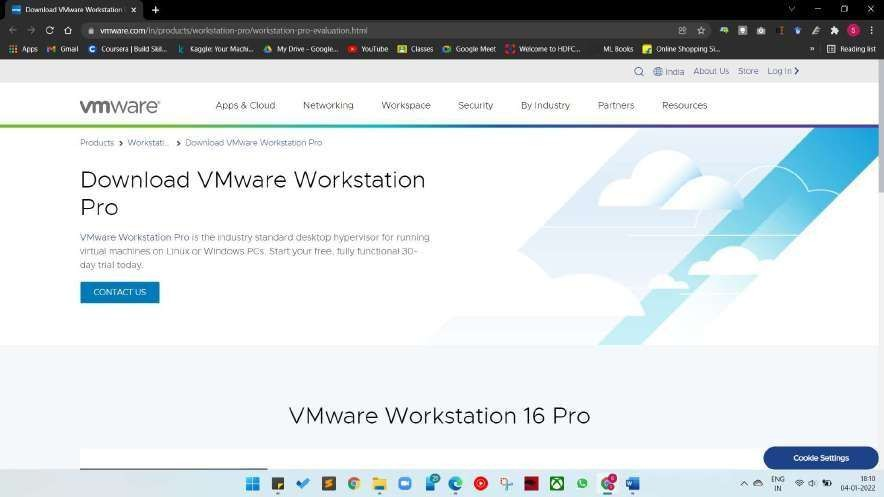 Download VMware Workstation
vmware.com/in/products/workstation-pro/workstation-pro-evaluation.html
Apps Gmail Coursera | Build Skil... Kaggle: Your Machi... My Drive - Google... YouTube Classes Google Meet Welcome to HDFC... ML Books Online Shopping Si... » Reading list
India About Us Store Log In
vmware®
Apps & Cloud Networking Workspace Security By Industry Partners Resources
Products Workstati... Download VMware Workstation Pro
Download VMware Workstation
Pro
VMware Workstation Pro is the industry standard desktop hypervisor for running
virtual machines on Linux or Windows PCs. Start your free, fully functional 30-
day trial today.
CONTACT US
VMware Workstation 16 Pro
Cookie Settings
ENG
IN
18:10
04-01-2022